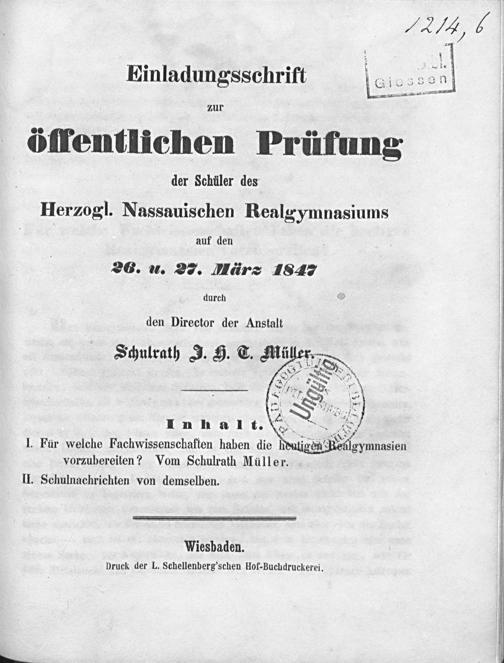 1214,6
Giessen
Einladungsschrift
zur
öffentlichen Prüfung
der Schüler des
Herzogl. Nassauischen Realgymnasiums
auf den
26. u. 27. März 1847
durch
den Director der Anstalt
Schulrath J. H. T. Müller.
Ungültig
Inhalt.
I. Für welche Fachwissenschaften haben die heutigen Realgymnasien
vorzubereiten? Vom Schulrath Müller.
II. Schulnachrichten von demselben.
Wiesbaden.
Druck der L. Schellenberg'schen Hof-Buchdruckerei.